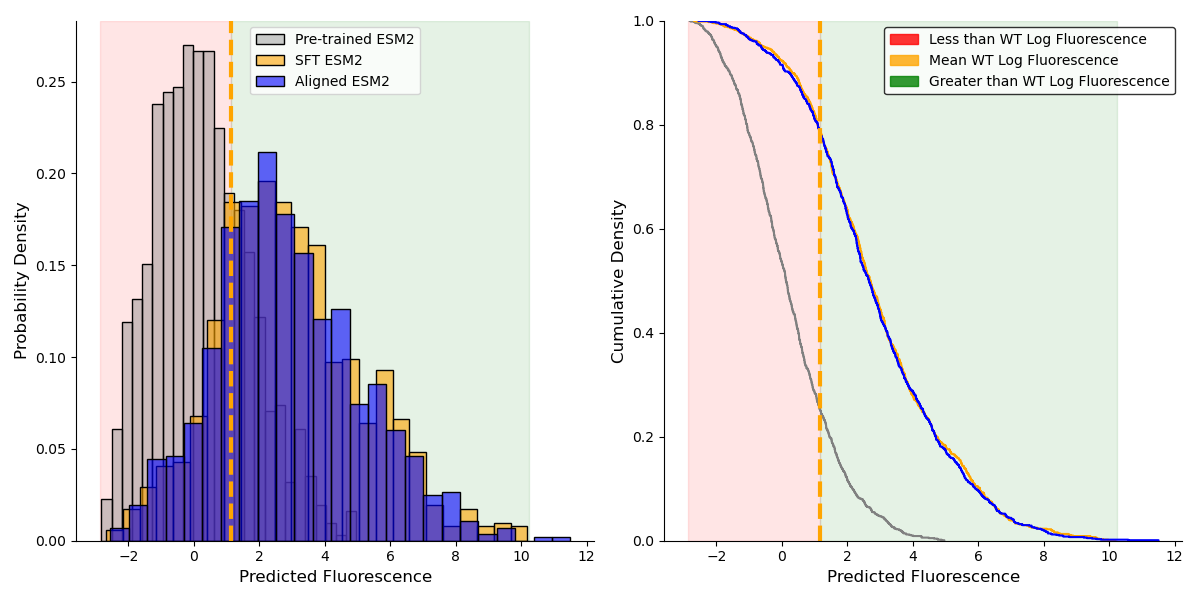 Pre-trained ESM2
SFT ESM2
Aligned ESM2
0.25
0.20
0.15
0.10
0.05
0.00
Probability Density
−2 0 2 4 6 8 10 12
Predicted Fluorescence
Less than WT Log Fluorescence
Mean WT Log Fluorescence
Greater than WT Log Fluorescence
1.0
0.8
0.6
0.4
0.2
0.0
Cumulative Density
−2 0 2 4 6 8 10 12
Predicted Fluorescence